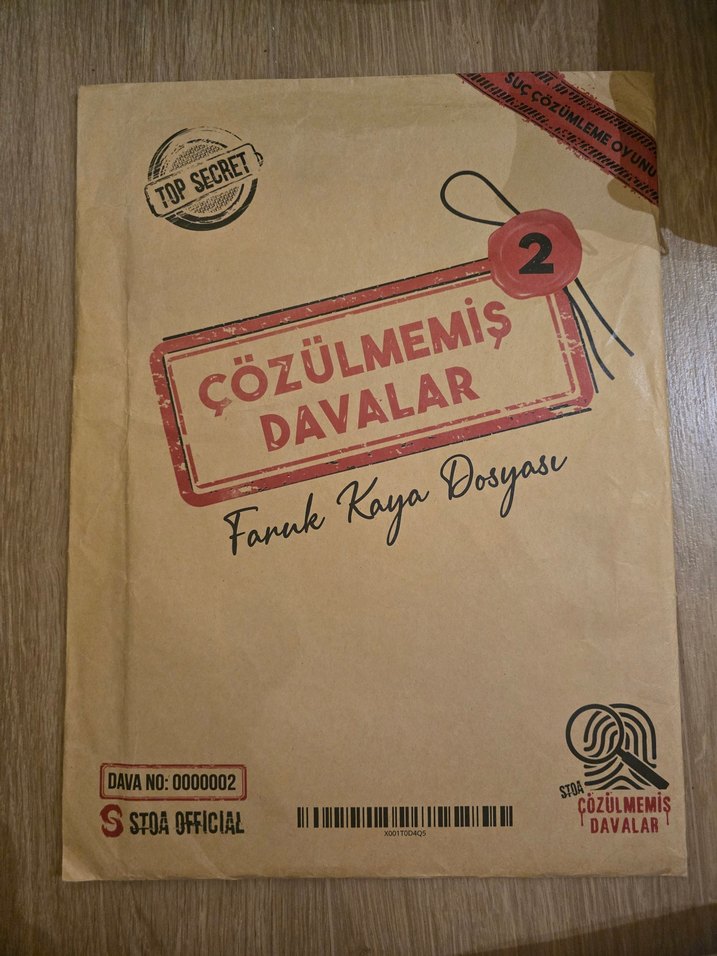 SUÇ ÇÖZÜMLEME OYUNU
TOP SECRET
2
ÇÖZÜLMEMİŞ
DAVALAR
Faruk Kaya Dosyası
DAVA NO: 0000002
S STOA OFFICIAL
X001T0D4Q5
STOA
ÇÖZÜLMEMİŞ
DAVALAR